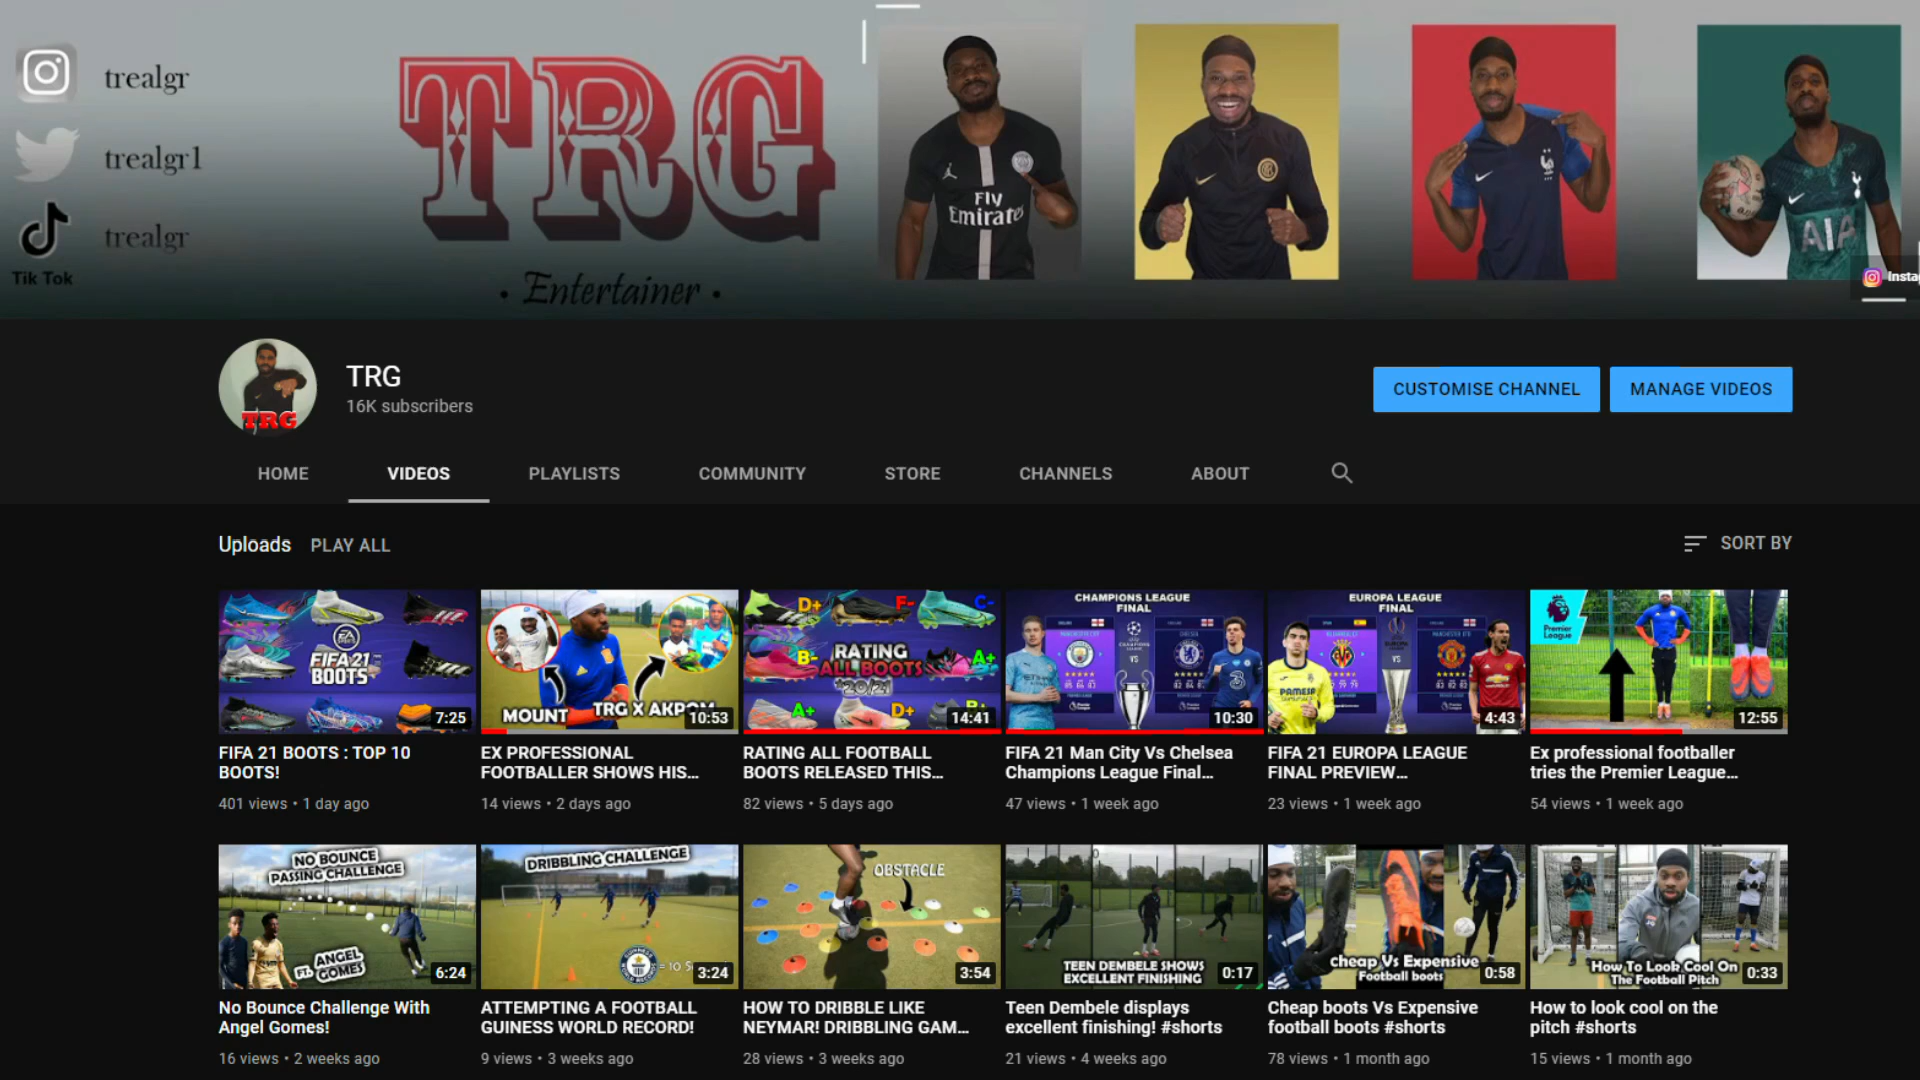 trealgr
trealgr1
trealgr
Tik Tok
TRG
• Entertainer •
Fly
Emirates
AIA
Insta
TRG
TRG
16K subscribers
CUSTOMISE CHANNEL
MANAGE VIDEOS
HOME
VIDEOS
PLAYLISTS
COMMUNITY
STORE
CHANNELS
ABOUT
Uploads
PLAY ALL
SORT BY
EA
FIFA 21
BOOTS
7:25
FIFA 21 BOOTS : TOP 10
BOOTS!
401 views • 1 day ago
MOUNT
TRG X AKPOM
10:53
EX PROFESSIONAL
FOOTBALLER SHOWS HIS...
14 views • 2 days ago
D+
F-
C-
B-
RATING
ALL BOOTS
*20/21
A+
A+
D+
14:41
RATING ALL FOOTBALL
BOOTS RELEASED THIS...
82 views • 5 days ago
CHAMPIONS LEAGUE
FINAL
VS
10:30
FIFA 21 Man City Vs Chelsea
Champions League Final...
47 views • 1 week ago
EUROPA LEAGUE
FINAL
VS
PAMESA
4:43
FIFA 21 EUROPA LEAGUE
FINAL PREVIEW...
23 views • 1 week ago
Premier
League
12:55
Ex professional footballer
tries the Premier League...
54 views • 1 week ago
NO BOUNCE
PASSING CHALLENGE
FT. ANGEL
GOMES
6:24
No Bounce Challenge With
Angel Gomes!
16 views • 2 weeks ago
DRIBBLING CHALLENGE
= 10 S
3:24
ATTEMPTING A FOOTBALL
GUINESS WORLD RECORD!
9 views • 3 weeks ago
OBSTACLE
3:54
HOW TO DRIBBLE LIKE
NEYMAR! DRIBBLING GAM...
28 views • 3 weeks ago
TEEN DEMBELE SHOWS
EXCELLENT FINISHING
0:17
Teen Dembele displays
excellent finishing! #shorts
21 views • 4 weeks ago
cheap Vs Expensive
Football boots
0:58
Cheap boots Vs Expensive
football boots #shorts
78 views • 1 month ago
How To Look Cool On
The Football Pitch
0:33
How to look cool on the
pitch #shorts
15 views • 1 month ago